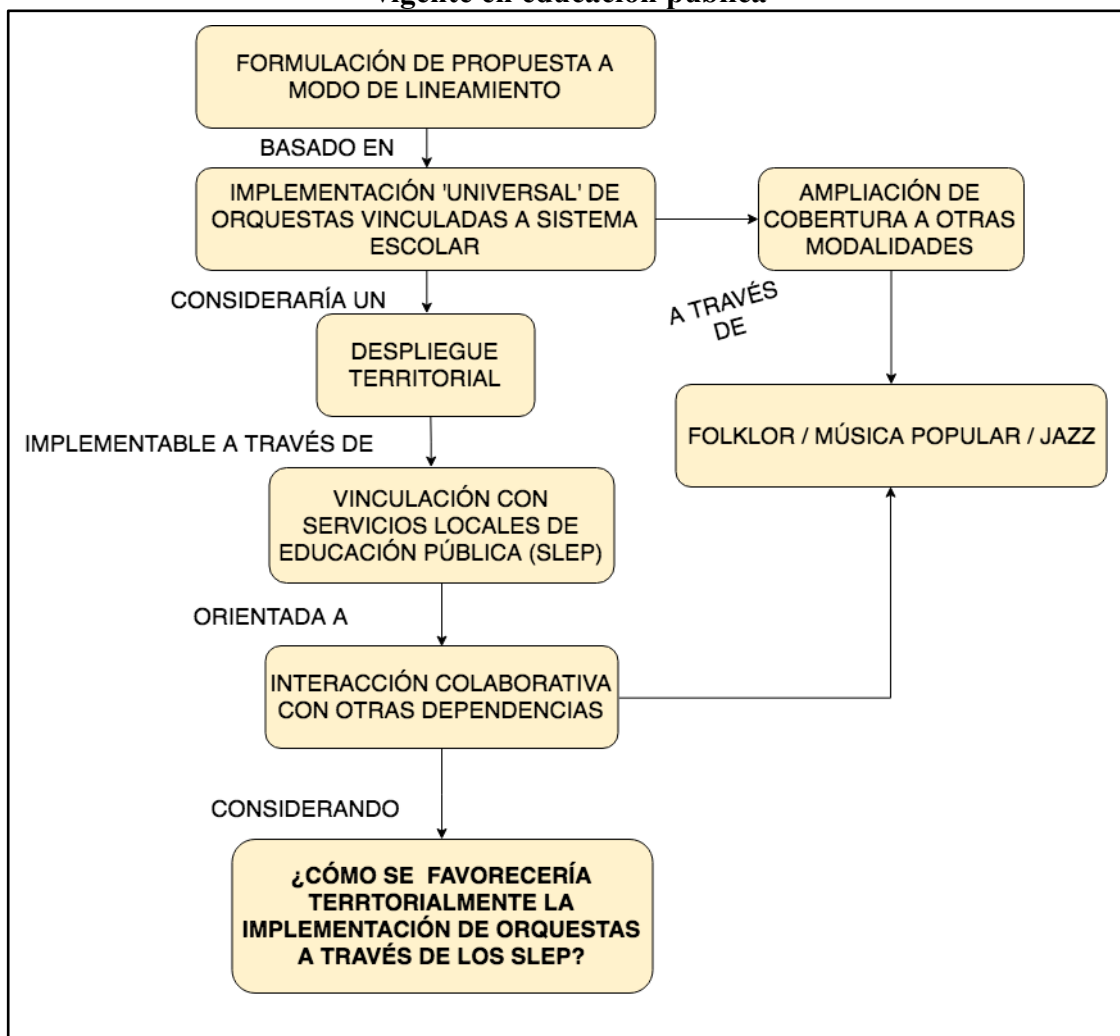 vigente en educación pública
FORMULACIÓN DE PROPUESTA A
MODO DE LINEAMIENTO
BASADO EN
IMPLEMENTACIÓN 'UNIVERSAL' DE
ORQUESTAS VINCULADAS A SISTEMA
ESCOLAR
AMPLIACIÓN DE
COBERTURA A OTRAS
MODALIDADES
CONSIDERARÍA UN
A TRAVÉS
DE
DESPLIEGUE
TERRITORIAL
FOLKLOR / MÚSICA POPULAR / JAZZ
IMPLEMENTABLE A TRAVÉS DE
VINCULACIÓN CON
SERVICIOS LOCALES DE
EDUCACIÓN PÚBLICA (SLEP)
ORIENTADA A
INTERACCIÓN COLABORATIVA
CON OTRAS DEPENDENCIAS
CONSIDERANDO
¿CÓMO SE FAVORECERÍA
TERRTORIALMENTE LA
IMPLEMENTACIÓN DE ORQUESTAS
A TRAVÉS DE LOS SLEP?